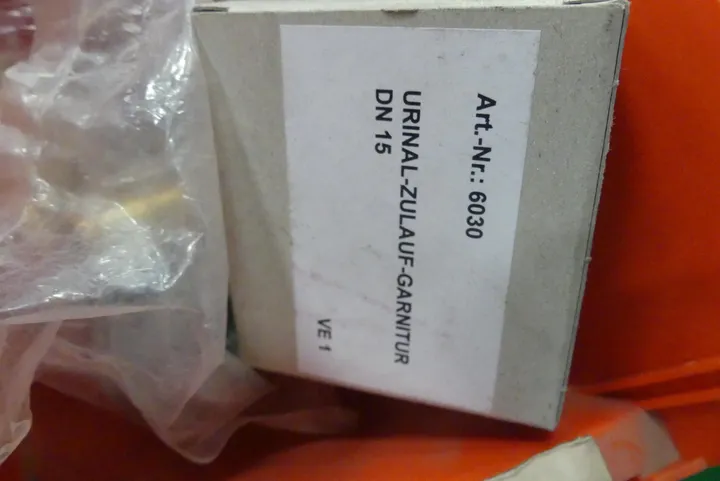 Art.-Nr.: 6030
URINAL-ZULAUF-GARNITUR
DN 15
VE 1